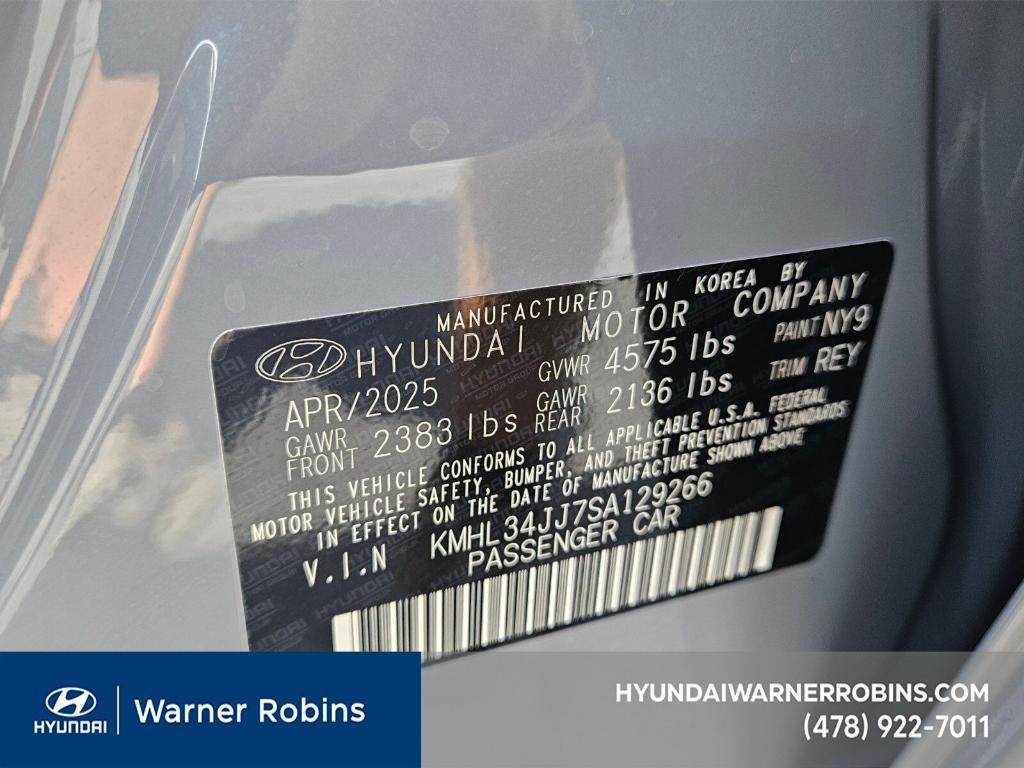 MANUFACTURED IN KOREA BY
HYUNDAI MOTOR COMPANY
APR/2025 GVWR 4575 lbs PAINT NY9
GAWR FRONT 2383 lbs GAWR REAR 2136 lbs TRIM REY
THIS VEHICLE CONFORMS TO ALL APPLICABLE U.S.A. FEDERAL
MOTOR VEHICLE SAFETY, BUMPER, AND THEFT PREVENTION STANDARDS
IN EFFECT ON THE DATE OF MANUFACTURE SHOWN ABOVE
V.I.N KMHL34JJ7SA129266
PASSENGER CAR
HYUNDAI
Warner Robins
HYUNDAIWARNERROBINS.COM
(478) 922-7011